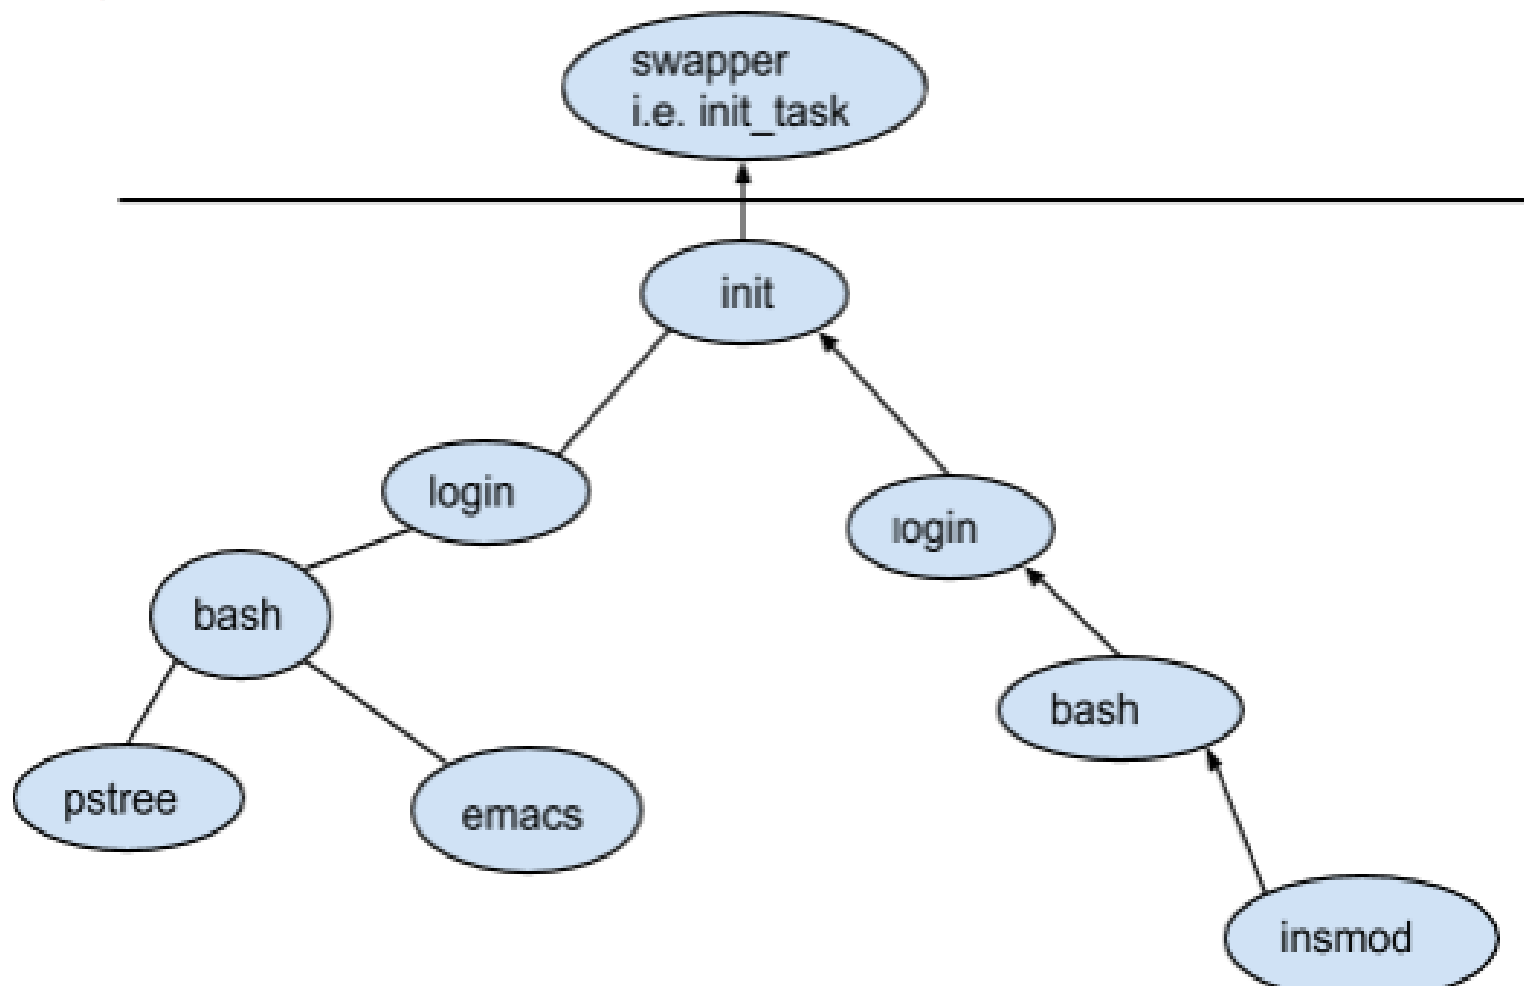 swapper
i.e. init_task
init
login
login
bash
bash
pstree
emacs
insmod